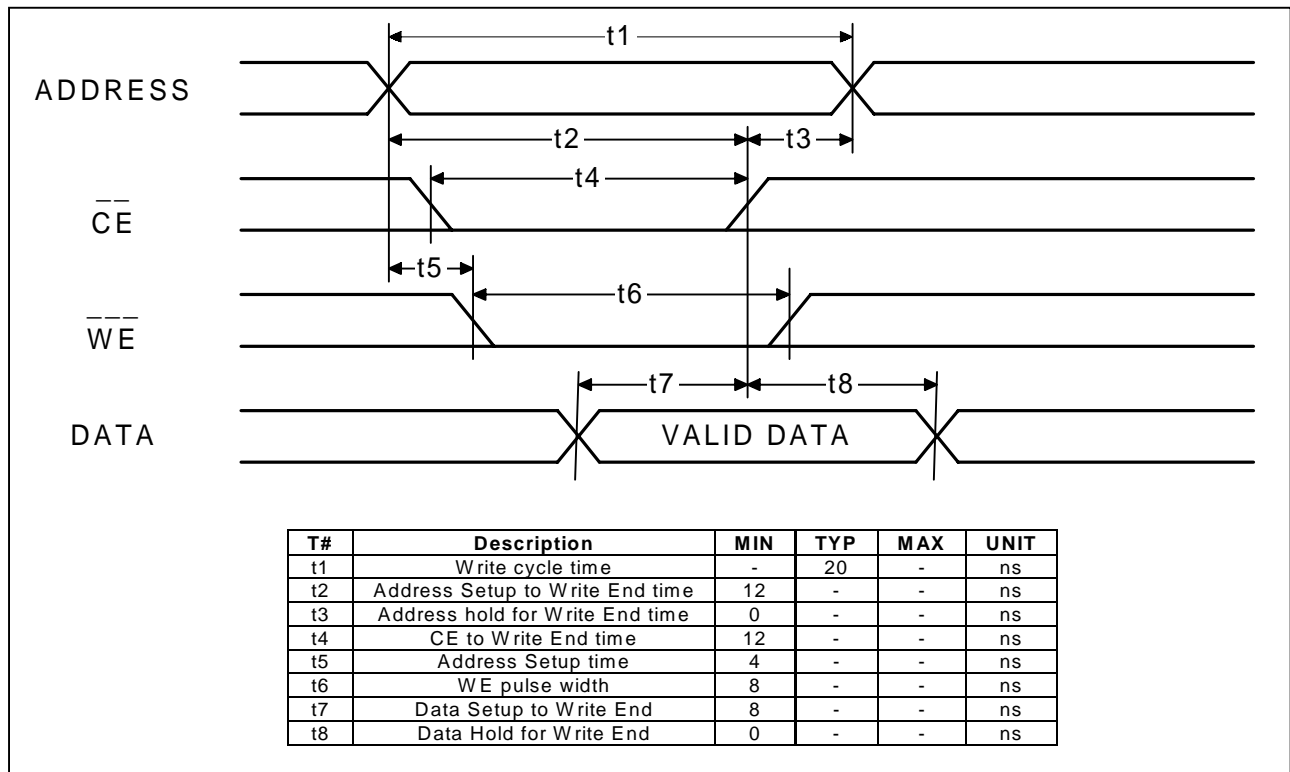 t1
ADDRESS
t2 t3
t4
CE
t5
t6
WE
t7 t8
DATA VALID DATA
T# Description MIN TYP MAX UNIT
t1 Write cycle time - 20 - ns
t2 Address Setup to Write End time 12 - - ns
t3 Address hold for Write End time 0 - - ns
t4 CE to Write End time 12 - - ns
t5 Address Setup time 4 - - ns
t6 WE pulse width 8 - - ns
t7 Data Setup to Write End 8 - - ns
t8 Data Hold for Write End 0 - - ns